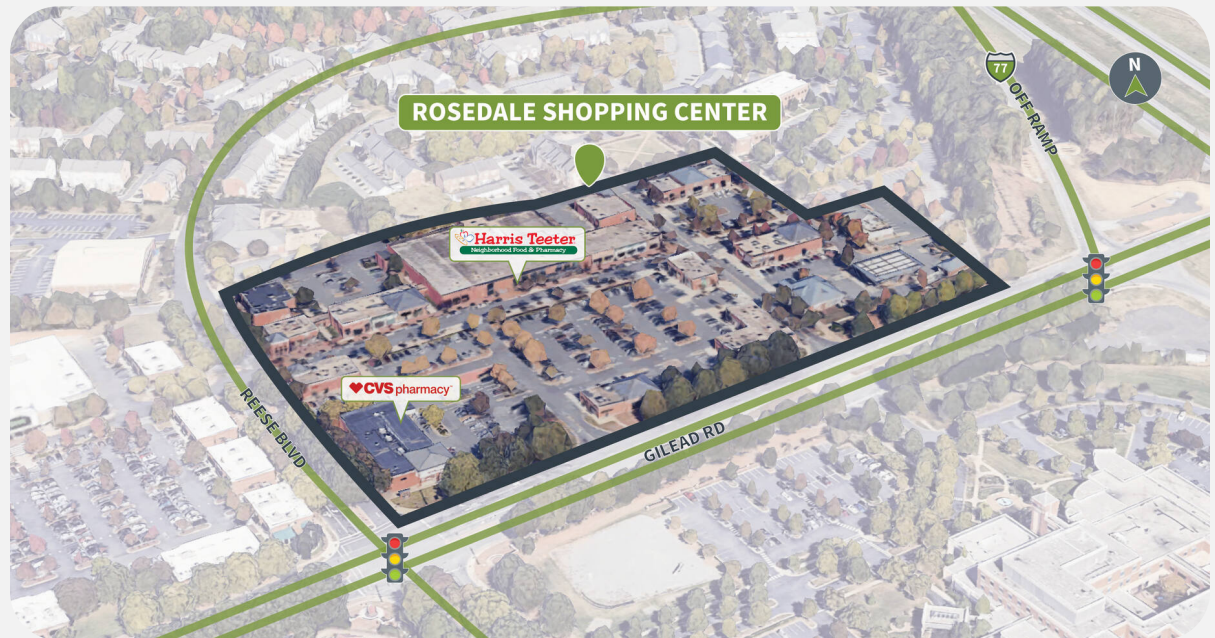 77
N
OFF RAMP
ROSEDALE SHOPPING CENTER
Harris Teeter
Neighborhood Food & Pharmacy
CVS pharmacy
REESE BLVD
GILEAD RD